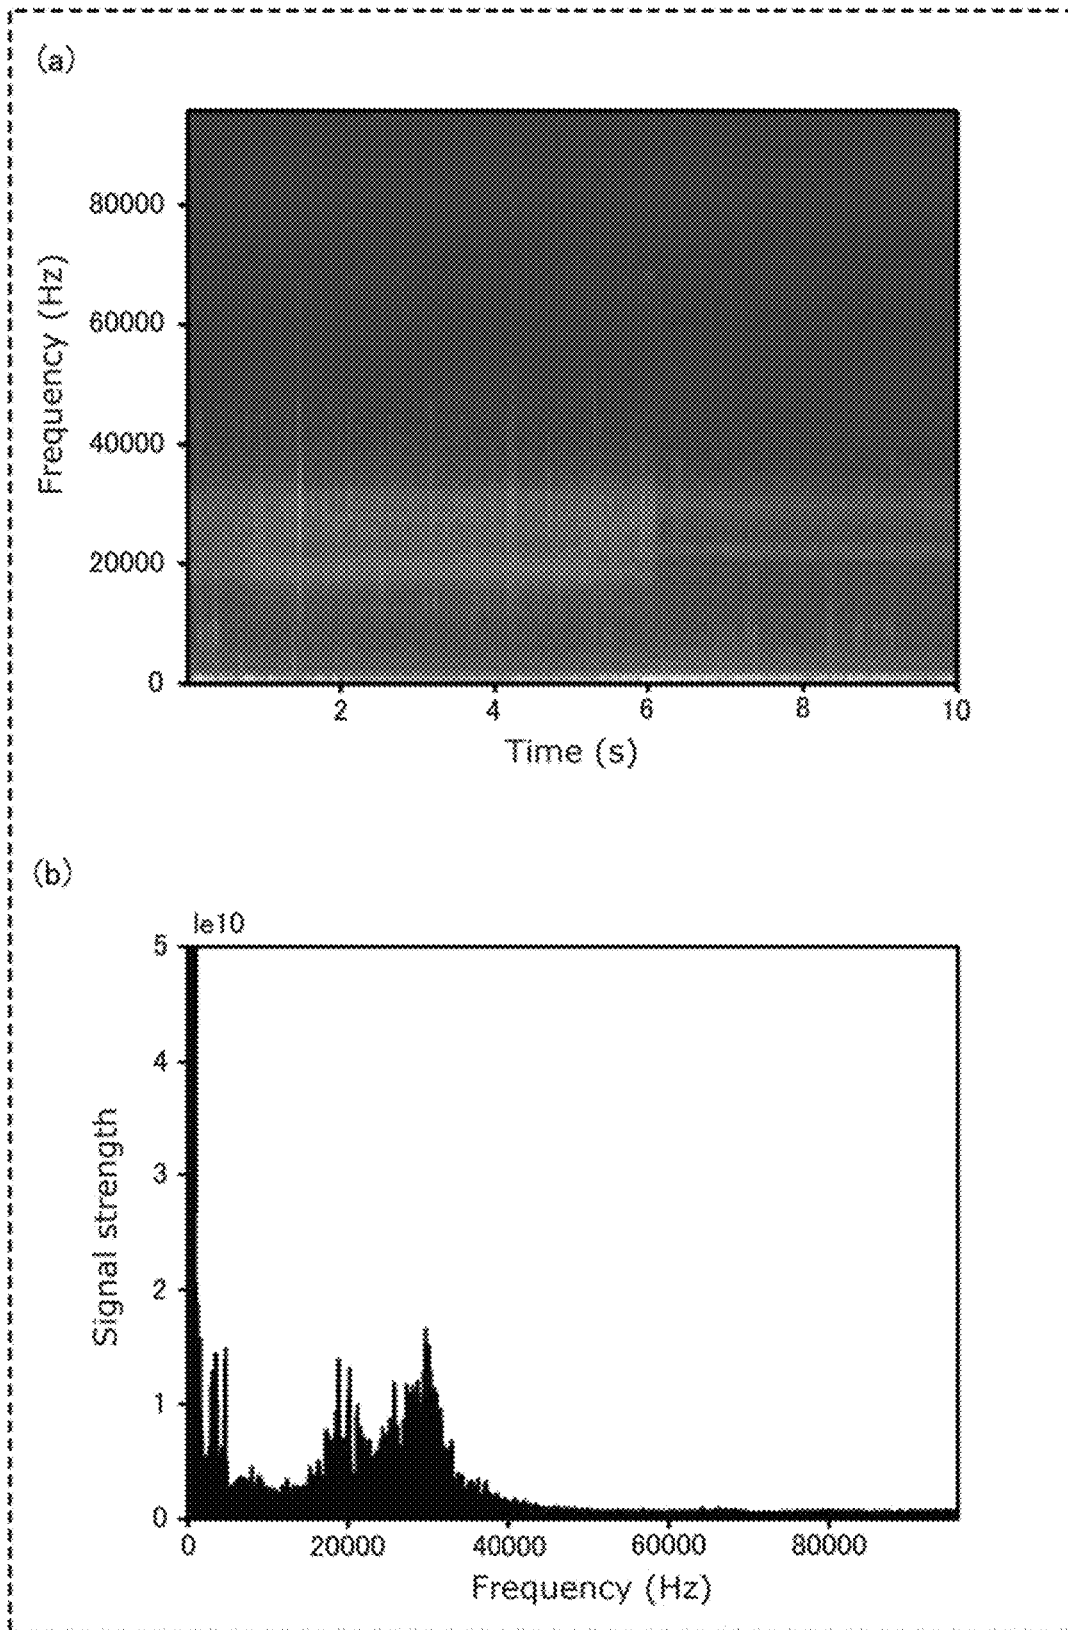 (a)
Frequency (Hz)
80000
60000
40000
20000
0
2 4 6 8 10
Time (s)
(b)
le10
Signal strength
5
4
3
2
1
0
0 20000 40000 60000 80000
Frequency (Hz)